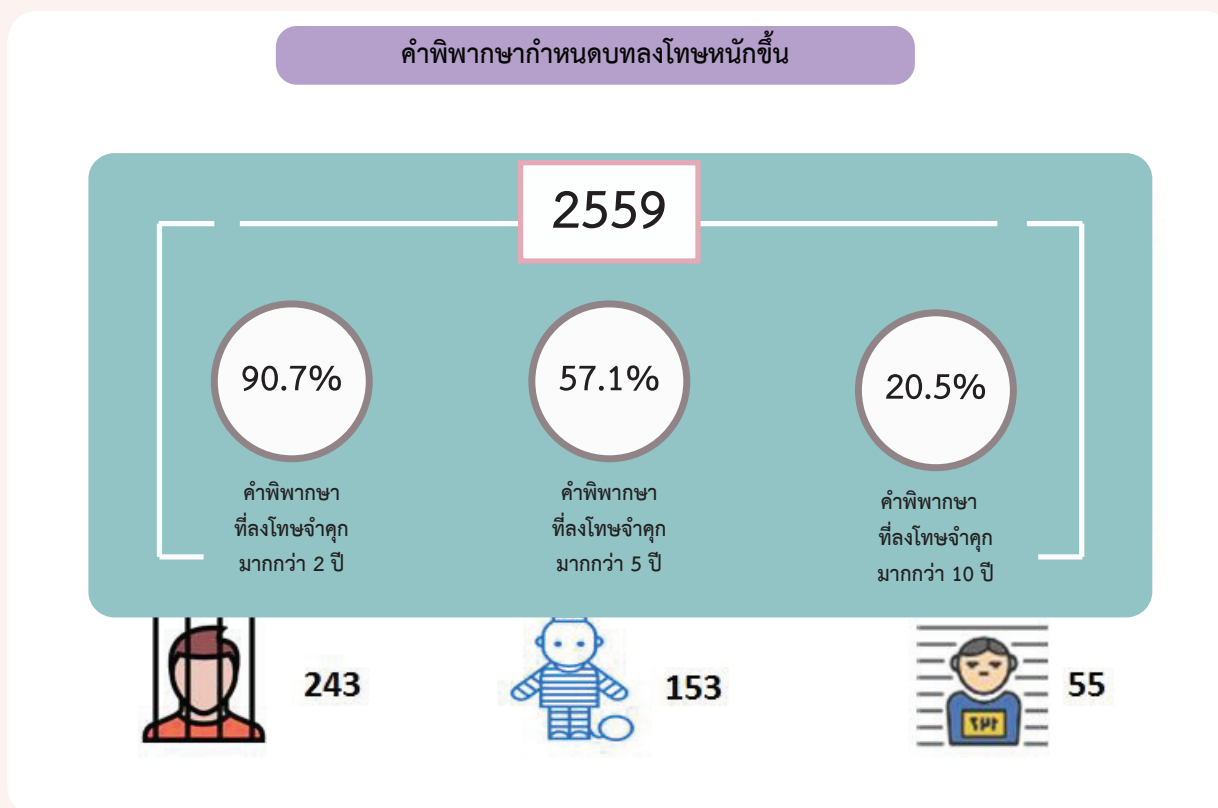 คำพิพากษากำหนดบทลงโทษหนักขึ้น
2559
90.7%
คำพิพากษา
ที่ลงโทษจำคุก
มากกว่า 2 ปี
57.1%
คำพิพากษา
ที่ลงโทษจำคุก
มากกว่า 5 ปี
20.5%
คำพิพากษา
ที่ลงโทษจำคุก
มากกว่า 10 ปี
243
153
55